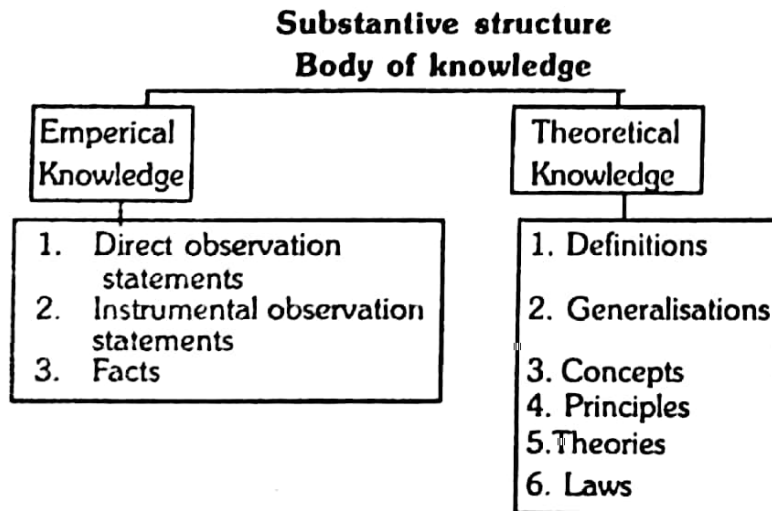 Substantive structure
Body of knowledge
Emperical
Knowledge
1. Direct observation
statements
2. Instrumental observation
statements
3. Facts
Theoretical
Knowledge
1. Definitions
2. Generalisations
3. Concepts
4. Principles
5.Theories
6. Laws